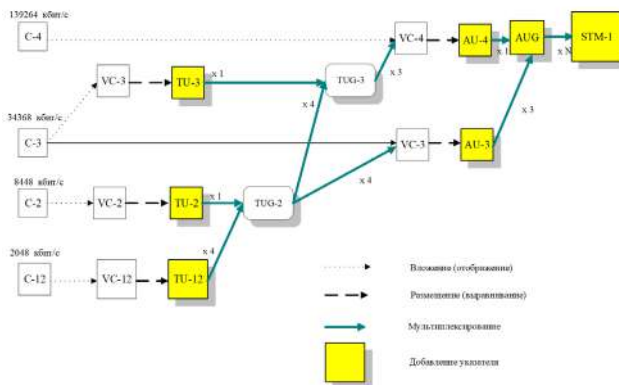 139264 кбит/с
C-4
VC-4
AU-4
x 1
AUG
x N
STM-1
x 3
VC-3
TU-3
x 1
TUG-3
x 4
x 3
34368 кбит/с
C-3
VC-3
AU-3
8448 кбит/с
x 4
C-2
VC-2
TU-2
x 1
TUG-2
2048 кбит/с
x 4
C-12
VC-12
TU-12
Вложение (отображение)
Размещение (выравнивание)
Мультиплексирование
Добавление указателя